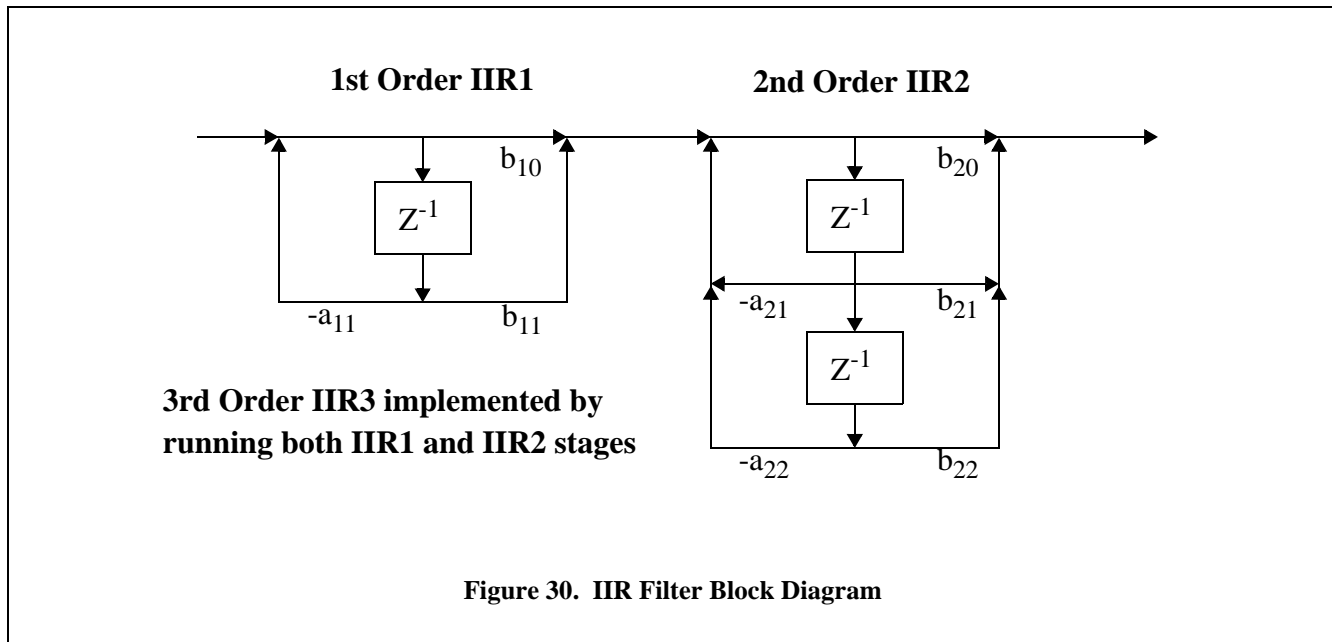 1st Order IIR1
2nd Order IIR2
b10
b20
Z-1
Z-1
-a11
b11
-a21
b21
Z-1
3rd Order IIR3 implemented by
running both IIR1 and IIR2 stages
-a22
b22
Figure 30.  IIR Filter Block Diagram